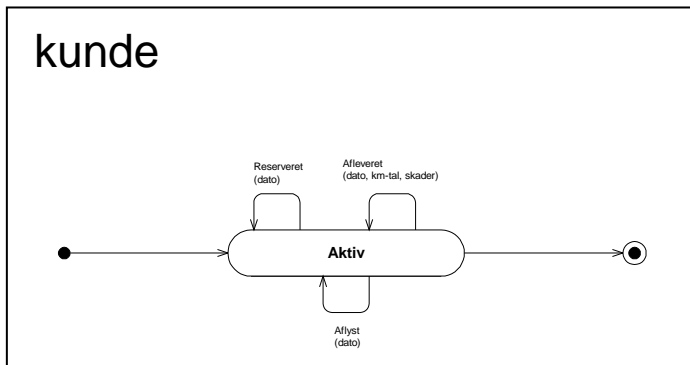 kunde
Reserveret
(dato)
Afleveret
(dato, km-tal, skader)
Aktiv
Aflyst
(dato)